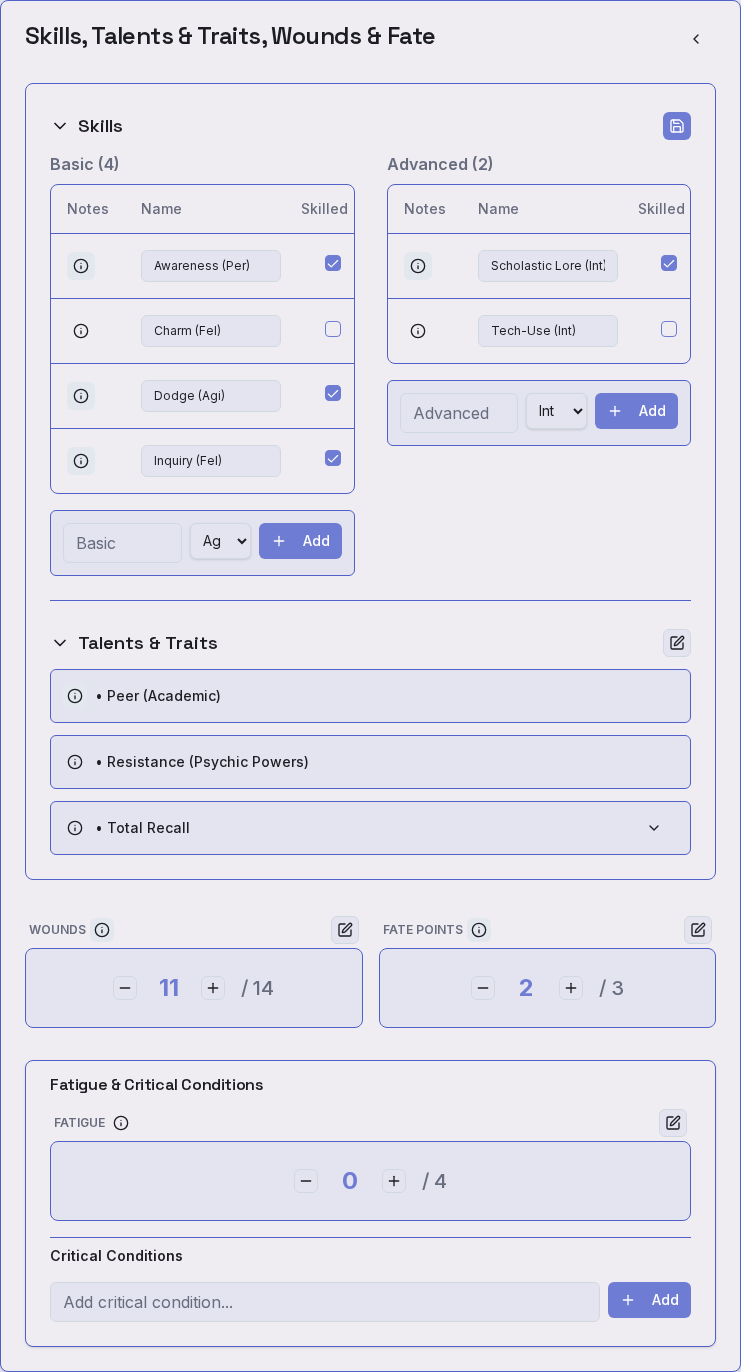 Skills, Talents & Traits, Wounds & Fate
Skills
Basic (4)
Notes Name Skilled
Awareness (Per)
Charm (Fel)
Dodge (Agi)
Inquiry (Fel)
Basic Ag Add
Advanced (2)
Notes Name Skilled
Scholastic Lore (Int)
Tech-Use (Int)
Advanced Int Add
Talents & Traits
• Peer (Academic)
• Resistance (Psychic Powers)
• Total Recall
WOUNDS
11 / 14
FATE POINTS
2 / 3
Fatigue & Critical Conditions
FATIGUE
0 / 4
Critical Conditions
Add critical condition... Add